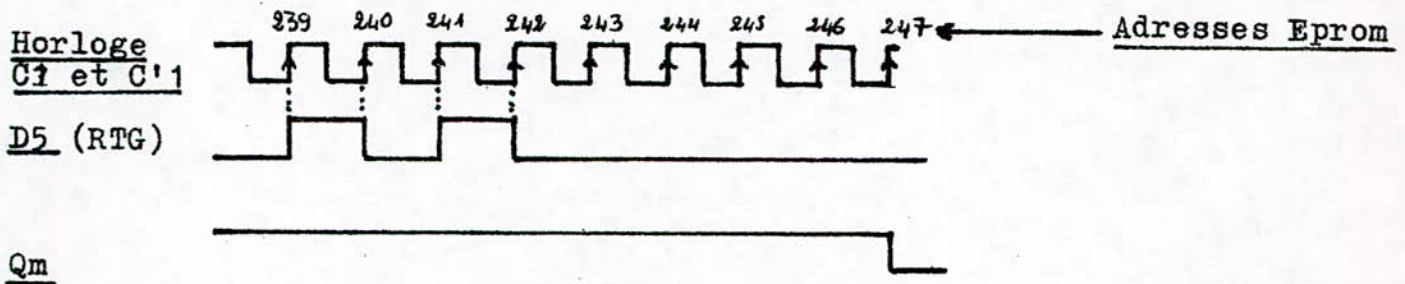 239 240 241 242 243 244 245 246 247 Adresses Eprom
Horloge
C1 et C'1
D5 (RTG)
Qm